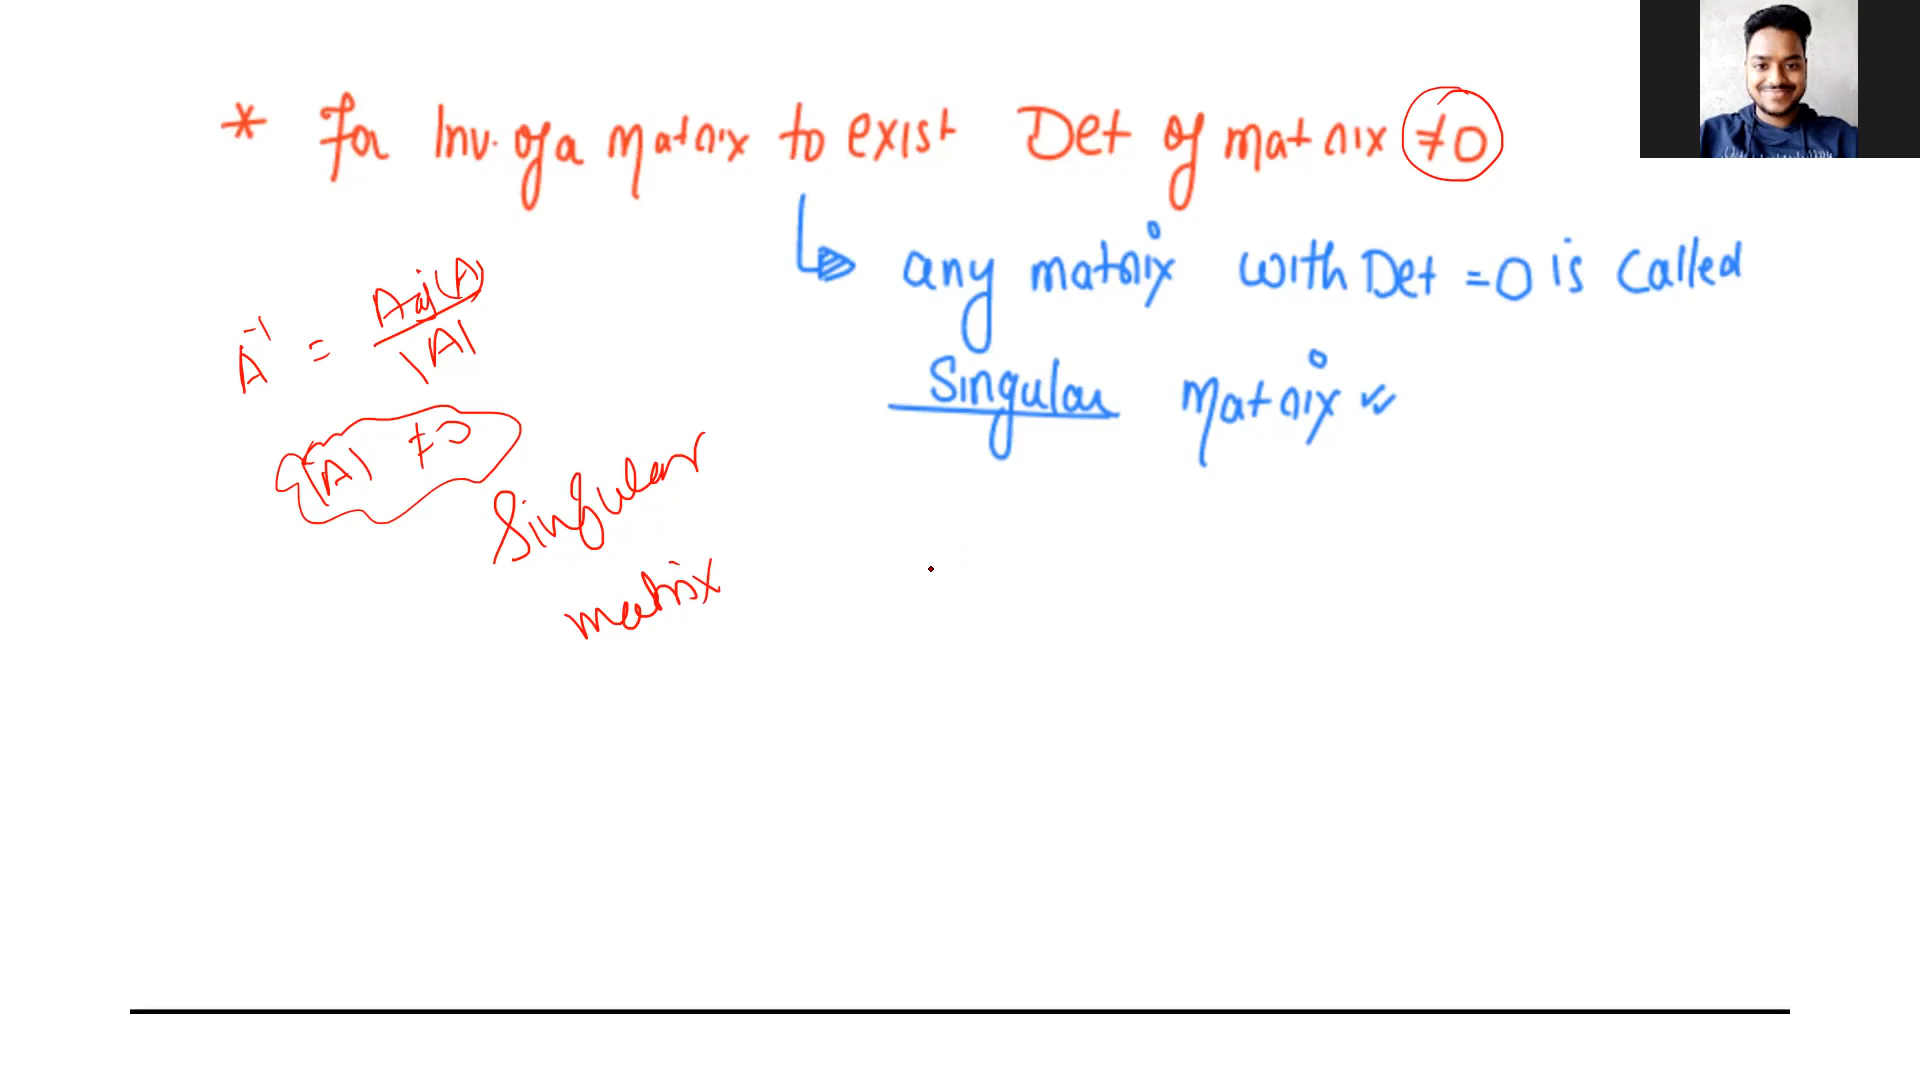 * For Inv. of a Matrix to exist Det of matrix ≠0
any matrix with Det =0 is called
Singular Matrix
A⁻¹ = Adj(A) / |A|
|A| ≠0
Singular
matrix